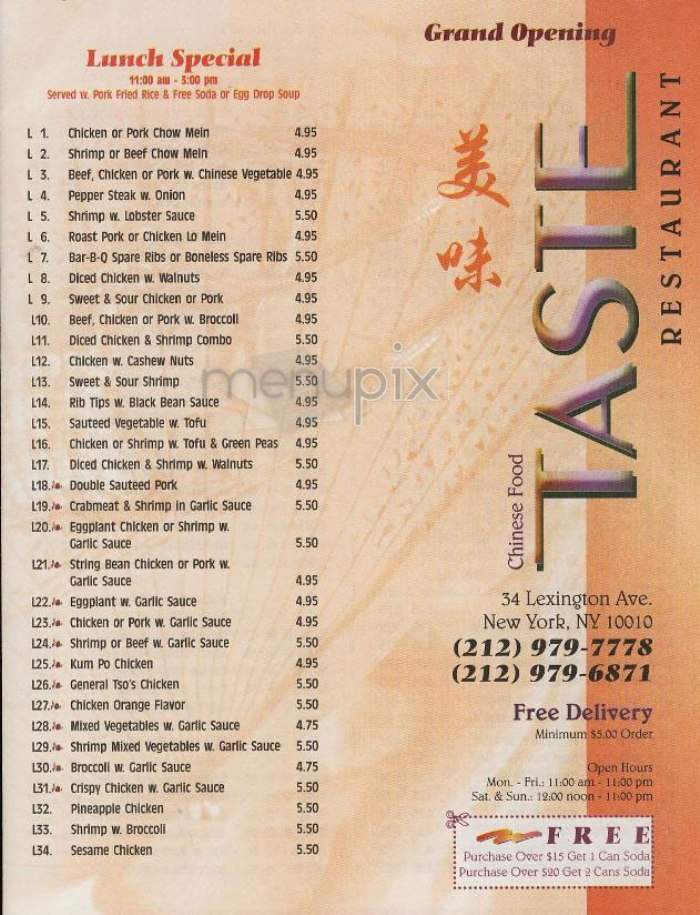 Lunch Special
11:00 am - 3:00 pm
Served w. Pork Fried Rice & Free Soda or Egg Drop Soup
L 1. Chicken or Pork Chow Mein 4.95
L 2. Shrimp or Beef Chow Mein 4.95
L 3. Beef, Chicken or Pork w. Chinese Vegetable 4.95
L 4. Pepper Steak w. Onion 4.95
L 5. Shrimp w. Lobster Sauce 5.50
L 6. Roast Pork or Chicken Lo Mein 4.95
L 7. Bar-B-Q Spare Ribs or Boneless Spare Ribs 5.50
L 8. Diced Chicken w. Walnuts 4.95
L 9. Sweet & Sour Chicken or Pork 4.95
L10. Beef, Chicken or Pork w. Broccoli 4.95
L11. Diced Chicken & Shrimp Combo 5.50
L12. Chicken w. Cashew Nuts 4.95
L13. Sweet & Sour Shrimp 5.50
L14. Rib Tips w. Black Bean Sauce 4.95
L15. Sauteed Vegetable w. Tofu 4.95
L16. Chicken or Shrimp w. Tofu & Green Peas 4.95
L17. Diced Chicken & Shrimp w. Walnuts 5.50
L18. Double Sauteed Pork 4.95
L19. Crabmeat & Shrimp in Garlic Sauce 5.50
L20. Eggplant Chicken or Shrimp w.
Garlic Sauce 5.50
L21. String Bean Chicken or Pork w.
Garlic Sauce 4.95
L22. Eggplant w. Garlic Sauce 4.95
L23. Chicken or Pork w. Garlic Sauce 4.95
L24. Shrimp or Beef w. Garlic Sauce 5.50
L25. Kum Po Chicken 4.95
L26. General Tso's Chicken 5.50
L27. Chicken Orange Flavor 5.50
L28. Mixed Vegetables w. Garlic Sauce 4.75
L29. Shrimp Mixed Vegetables w. Garlic Sauce 5.50
L30. Broccoli w. Garlic Sauce 4.75
L31. Crispy Chicken w. Garlic Sauce 5.50
L32. Pineapple Chicken 5.50
L33. Shrimp w. Broccoli 5.50
L34. Sesame Chicken 5.50
menupix
Grand Opening
美味
Chinese Food
TASTE
RESTAURANT
34 Lexington Ave.
New York, NY 10010
(212) 979-7778
(212) 979-6871
Free Delivery
Minimum $5.00 Order
Open Hours
Mon. - Fri.: 11:00 am - 11:00 pm
Sat. & Sun.: 12:00 noon - 11:00 pm
FREE
Purchase Over $15 Get 1 Can Soda
Purchase Over $20 Get 2 Cans Soda